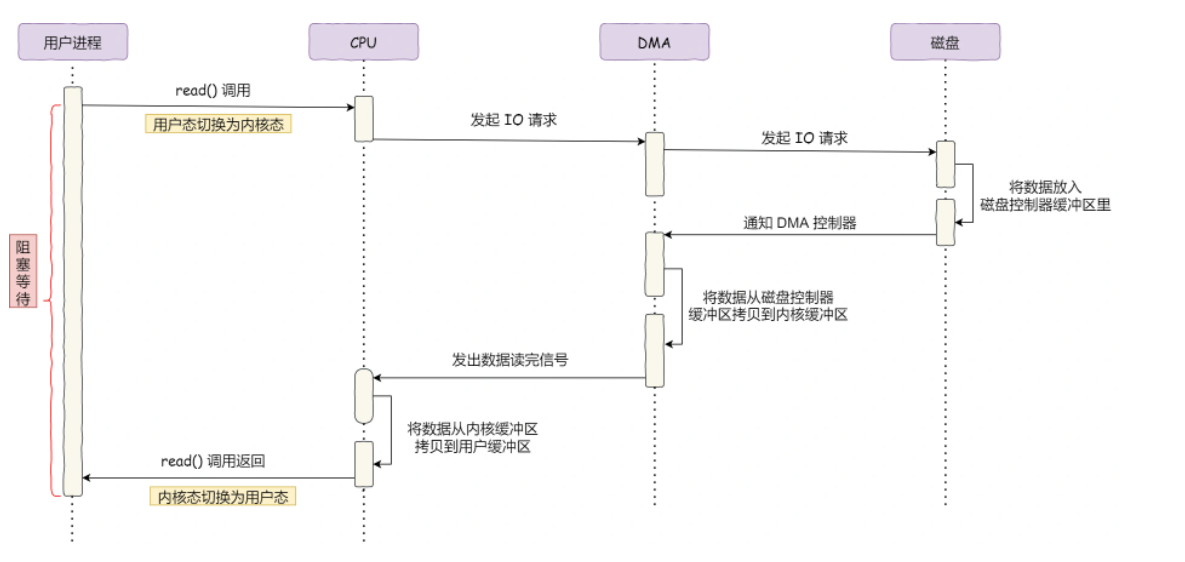 用户进程
CPU
DMA
磁盘
read() 调用
用户态切换为内核态
发起 IO 请求
发起 IO 请求
将数据放入
磁盘控制器缓冲区里
通知 DMA 控制器
阻
塞
等
待
将数据从磁盘控制器
缓冲区拷贝到内核缓冲区
发出数据读完信号
将数据从内核缓冲区
拷贝到用户缓冲区
read() 调用返回
内核态切换为用户态